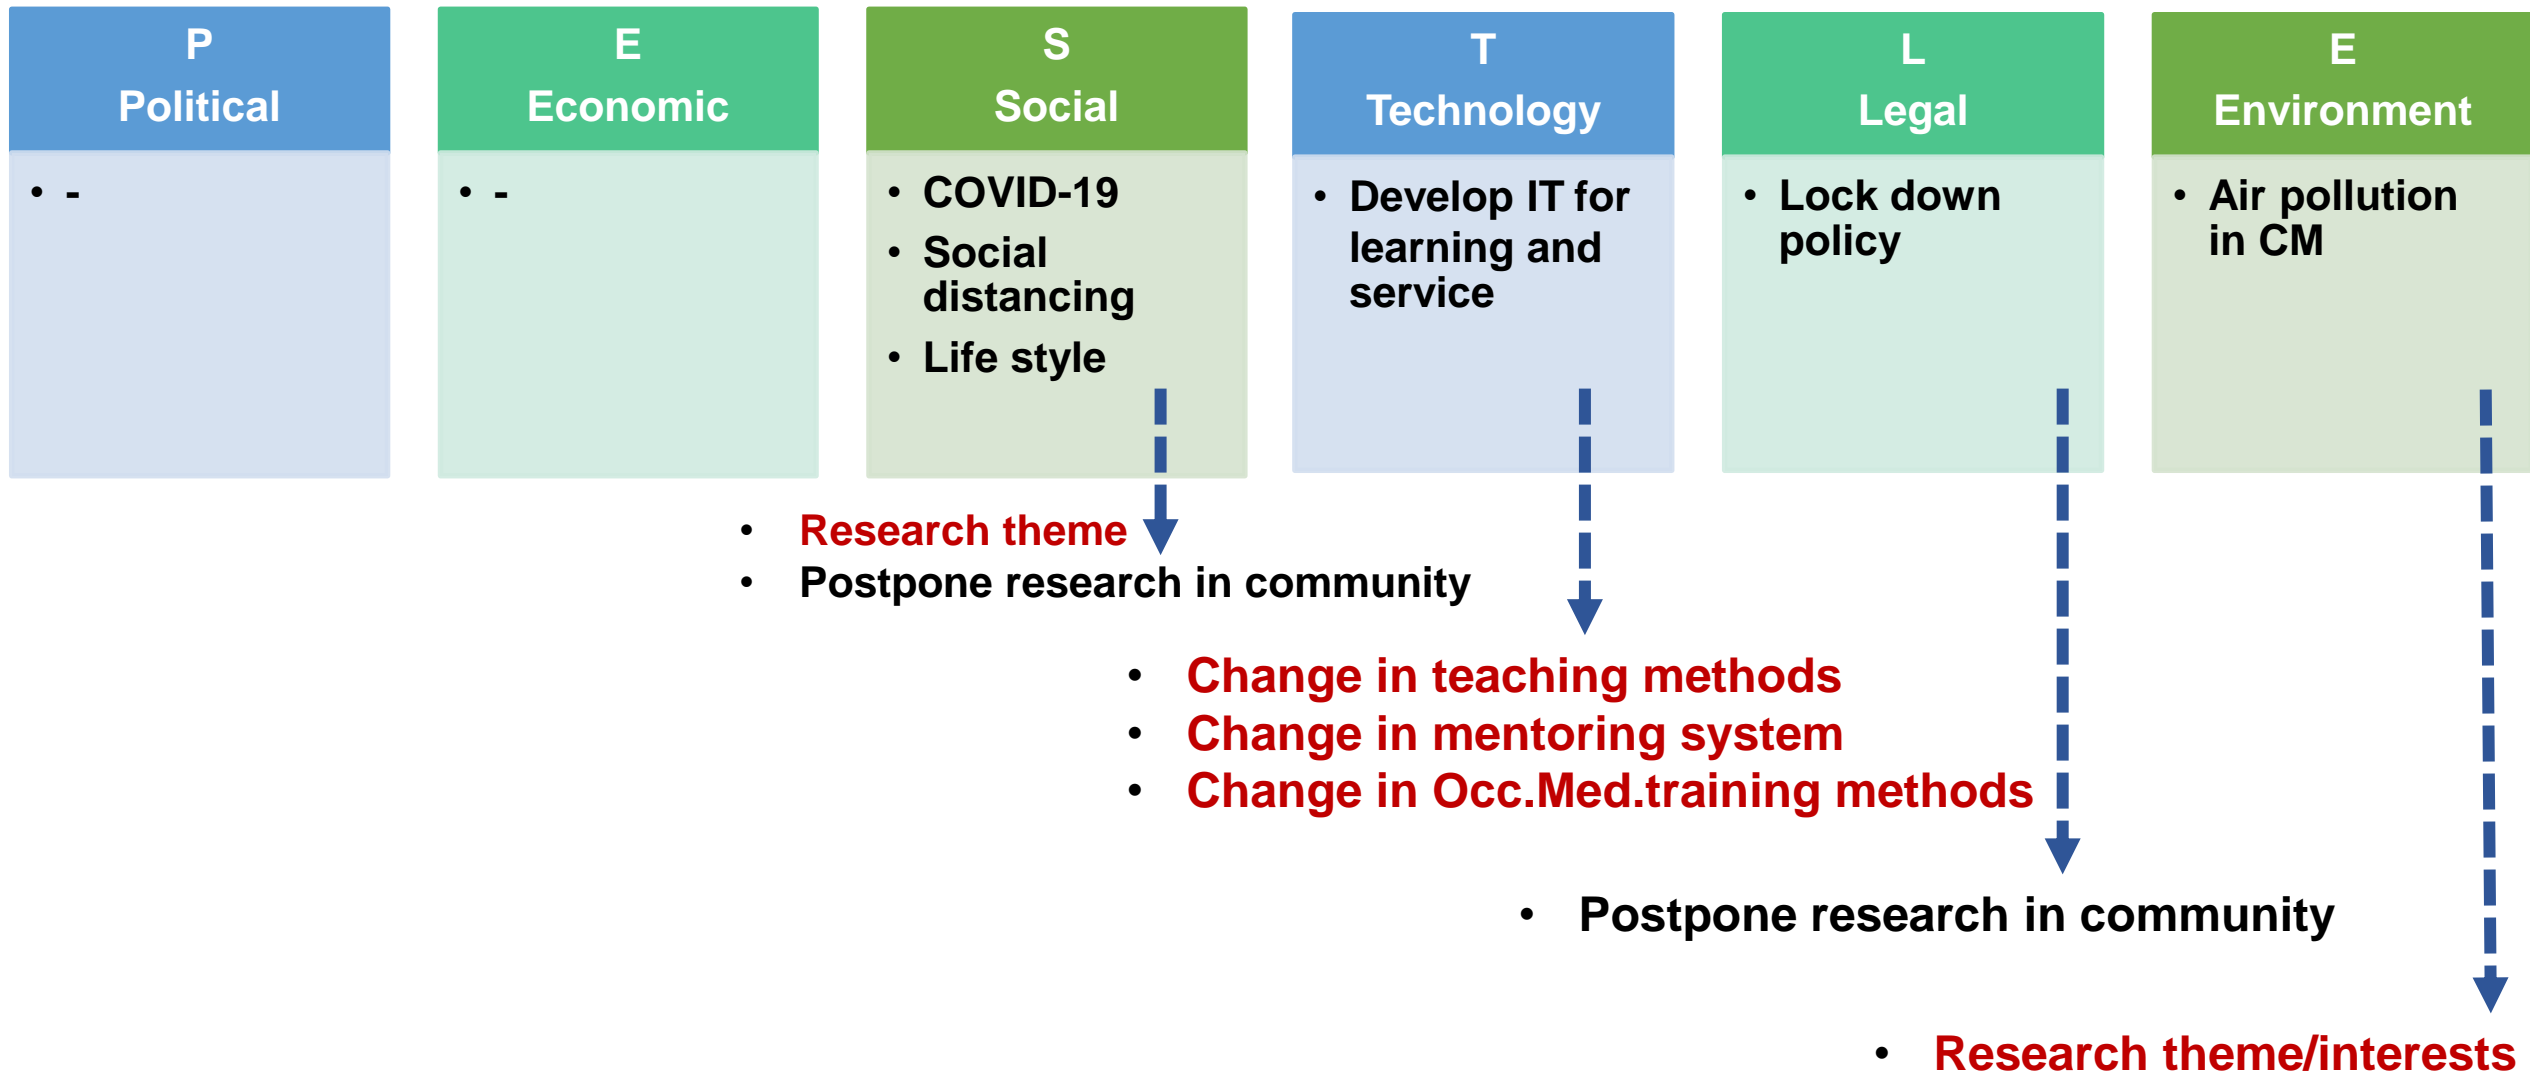 P
Political
• -
E
Economic
• -
S
Social
• COVID-19
• Social
distancing
• Life style
T
Technology
• Develop IT for
learning and
service
L
Legal
• Lock down
policy
E
Environment
• Air pollution
in CM
• Research theme
• Postpone research in community
• Change in teaching methods
• Change in mentoring system
• Change in Occ.Med.training methods
• Postpone research in community
• Research theme/interests